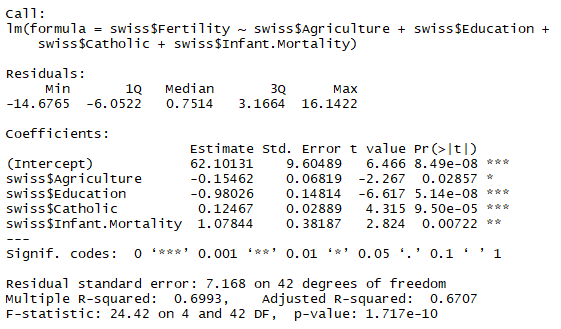 Call:
lm(formula = swiss$Fertility ~ swiss$Agriculture + swiss$Education +
    swiss$Catholic + swiss$Infant.Mortality)

Residuals:
     Min       1Q   Median       3Q      Max
-14.6765  -6.0522   0.7514   3.1664  16.1422

Coefficients:
                       Estimate Std. Error t value Pr(>|t|)
(Intercept)            62.10131    9.60489   6.466 8.49e-08 ***
swiss$Agriculture      -0.15462    0.06819  -2.267  0.02857 *
swiss$Education        -0.98026    0.14814  -6.617 5.14e-08 ***
swiss$Catholic          0.12467    0.02889   4.315 9.50e-05 ***
swiss$Infant.Mortality  1.07844    0.38187   2.824  0.00722 **
---
Signif. codes:  0 ‘***’ 0.001 ‘**’ 0.01 ‘*’ 0.05 ‘.’ 0.1 ‘ ’ 1

Residual standard error: 7.168 on 42 degrees of freedom
Multiple R-squared:  0.6993,    Adjusted R-squared:  0.6707
F-statistic: 24.42 on 4 and 42 DF,  p-value: 1.717e-10